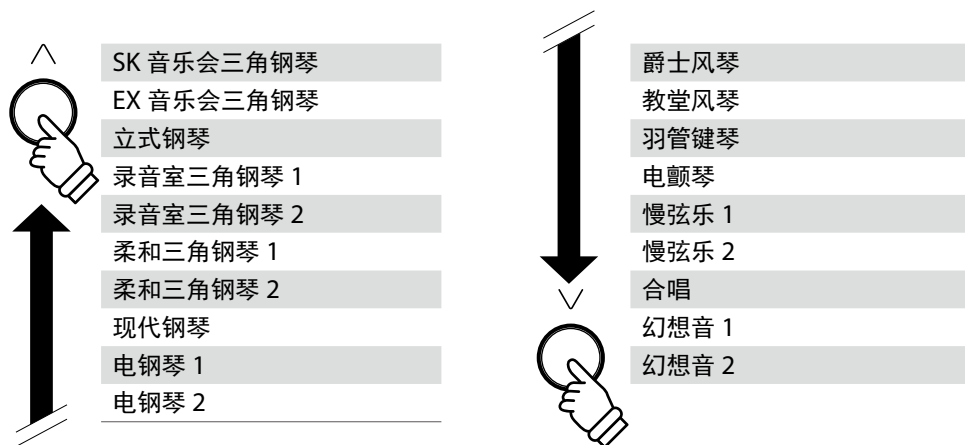 SK 音乐会三角钢琴
EX 音乐会三角钢琴
立式钢琴
录音室三角钢琴 1
录音室三角钢琴 2
柔和三角钢琴 1
柔和三角钢琴 2
现代钢琴
电钢琴 1
电钢琴 2
爵士风琴
教堂风琴
羽管键琴
电颤琴
慢弦乐 1
慢弦乐 2
合唱
幻想音 1
幻想音 2